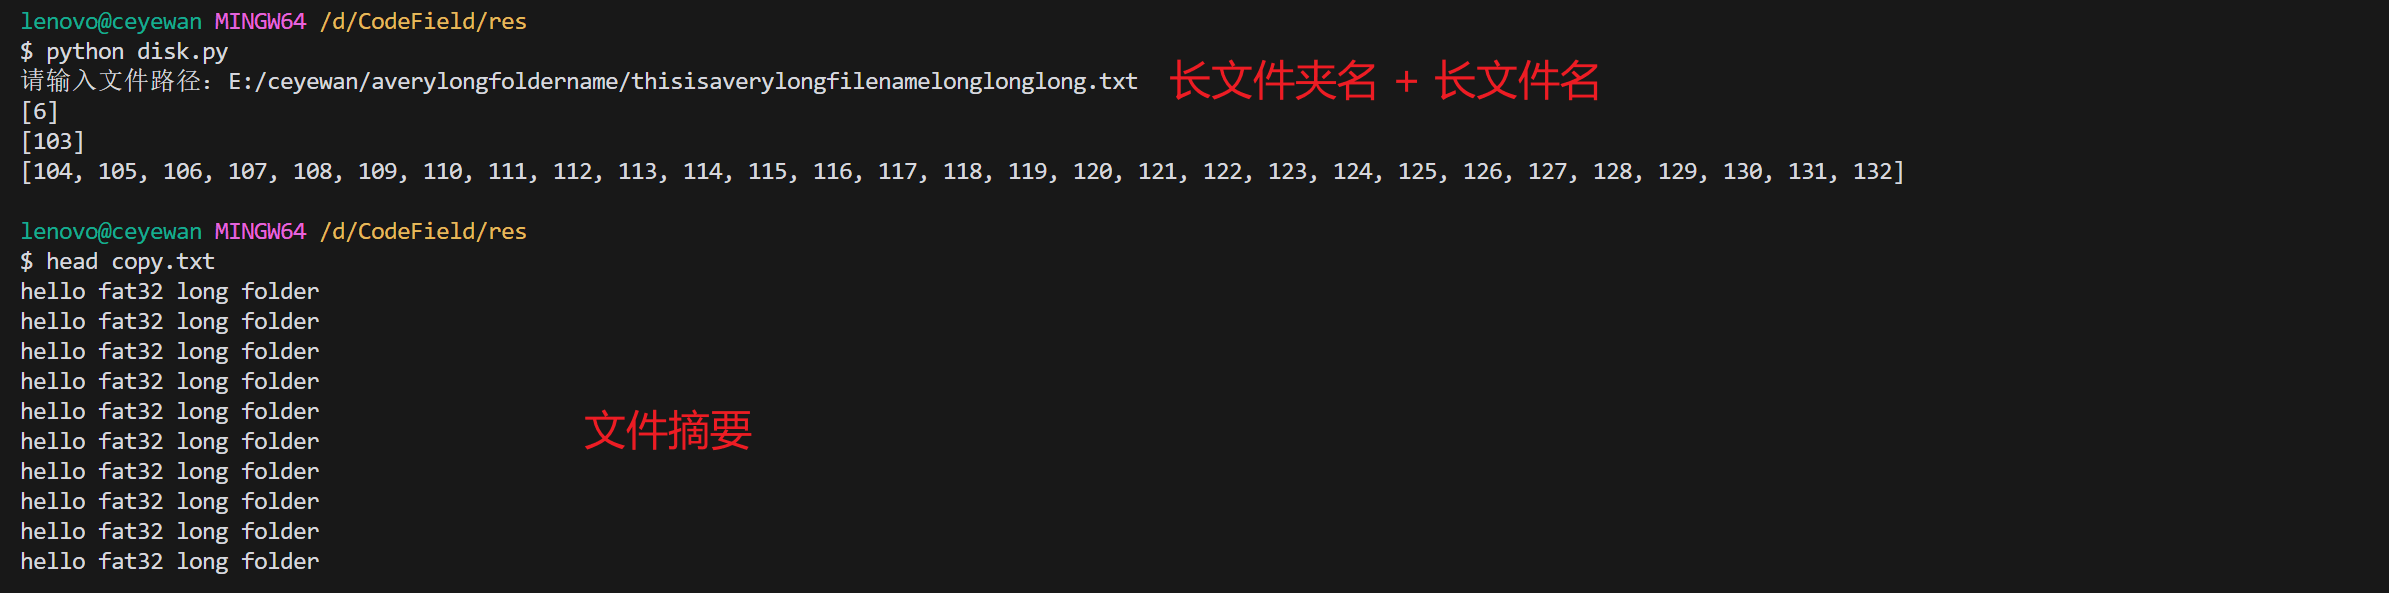 lenovo@ceyewan MINGW64 /d/CodeField/res
$ python disk.py
请输入文件路径：E:/ceyewan/averylongfoldername/thisisaverylongfilenamelonglonglong.txt 长文件夹名 + 长文件名
[6]
[103]
[104, 105, 106, 107, 108, 109, 110, 111, 112, 113, 114, 115, 116, 117, 118, 119, 120, 121, 122, 123, 124, 125, 126, 127, 128, 129, 130, 131, 132]
lenovo@ceyewan MINGW64 /d/CodeField/res
$ head copy.txt
hello fat32 long folder
hello fat32 long folder
hello fat32 long folder
hello fat32 long folder
hello fat32 long folder
文件摘要
hello fat32 long folder
hello fat32 long folder
hello fat32 long folder
hello fat32 long folder
hello fat32 long folder